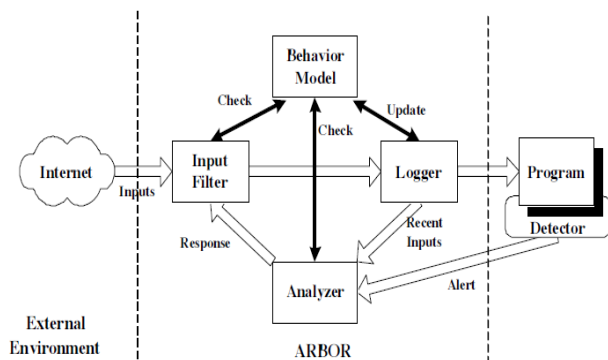 Behavior
Model
Check
Update
Check
Internet
Inputs
Input
Filter
Logger
Program
Detector
Response
Recent
Inputs
Alert
Analyzer
External
Environment
ARBOR